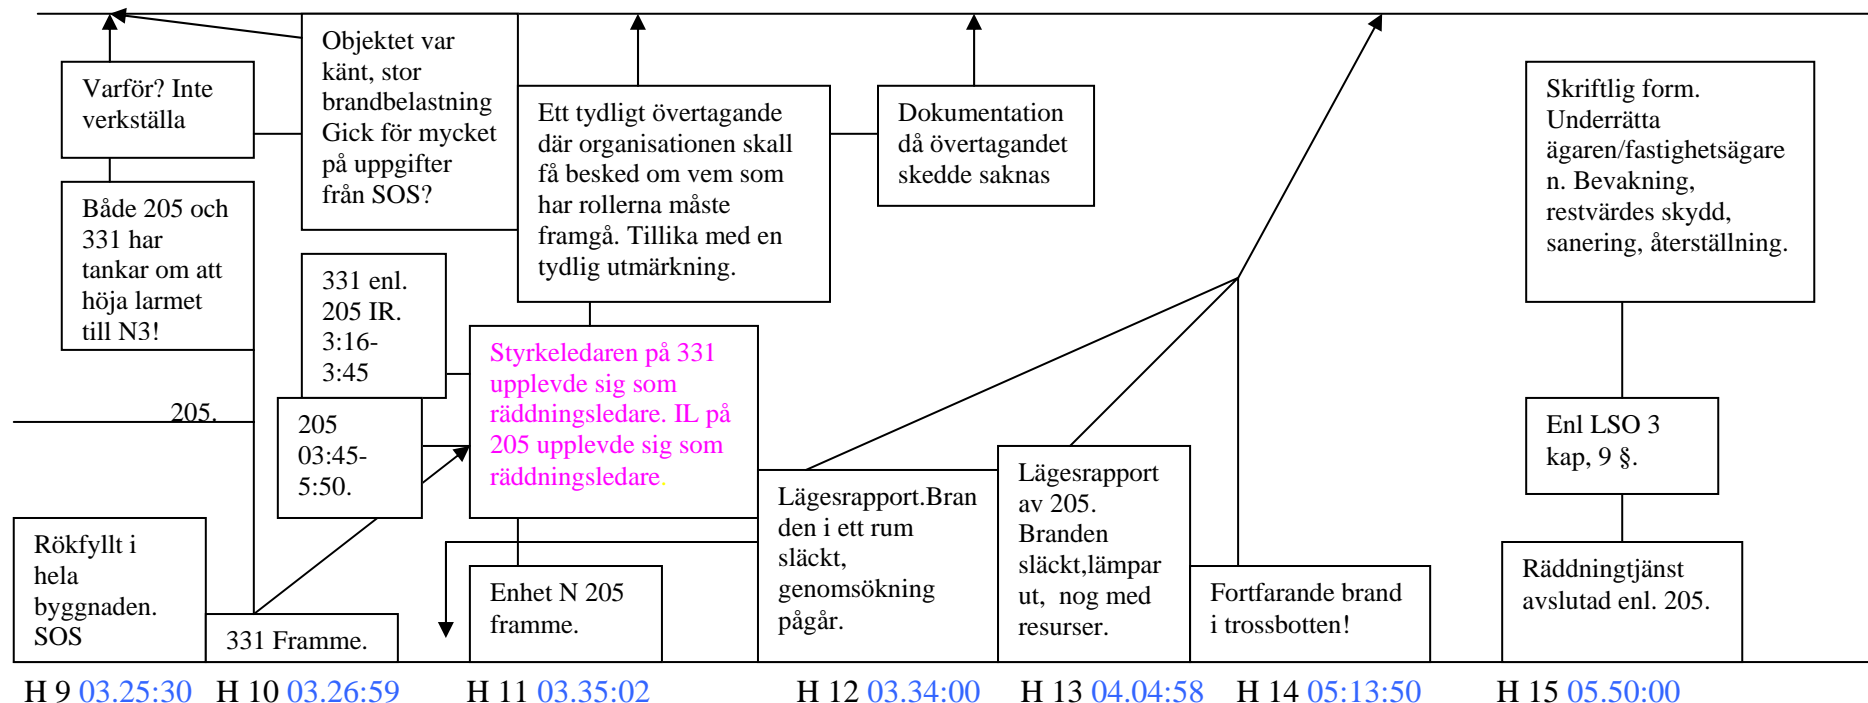 Varför? Inte
verkställa
Objektet var
känt, stor
brandbelastning
Gick för mycket
på uppgifter
från SOS?
Ett tydligt övertagande
där organisationen skall
få besked om vem som
har rollerna måste
framgå. Tillika med en
tydlig utmärkning.
Dokumentation
då övertagandet
skedde saknas
Skriftlig form.
Underrätta
ägaren/fastighetsägare
n. Bevakning,
restvärdes skydd,
sanering, återställning.
Både 205 och
331 har
tankar om att
höja larmet
till N3!
331 enl.
205 IR.
3:16-
3:45
Styrkeledaren på 331
upplevde sig som
räddningsledare. IL på
205 upplevde sig som
räddningsledare.
205.
205
03:45-
5:50.
Enl LSO 3
kap, 9 §.
Rökfyllt i
hela
byggnaden.
SOS
331 Framme.
Enhet N 205
framme.
Lägesrapport.Bran
den i ett rum
släckt,
genomsökning
pågår.
Lägesrapport
av 205.
Branden
släckt,lämpar
ut,  nog med
resurser.
Fortfarande brand
i trossbotten!
Räddningtjänst
avslutad enl. 205.
H 9 03.25:30
H 10 03.26:59
H 11 03.35:02
H 12 03.34:00
H 13 04.04:58
H 14 05:13:50
H 15 05.50:00